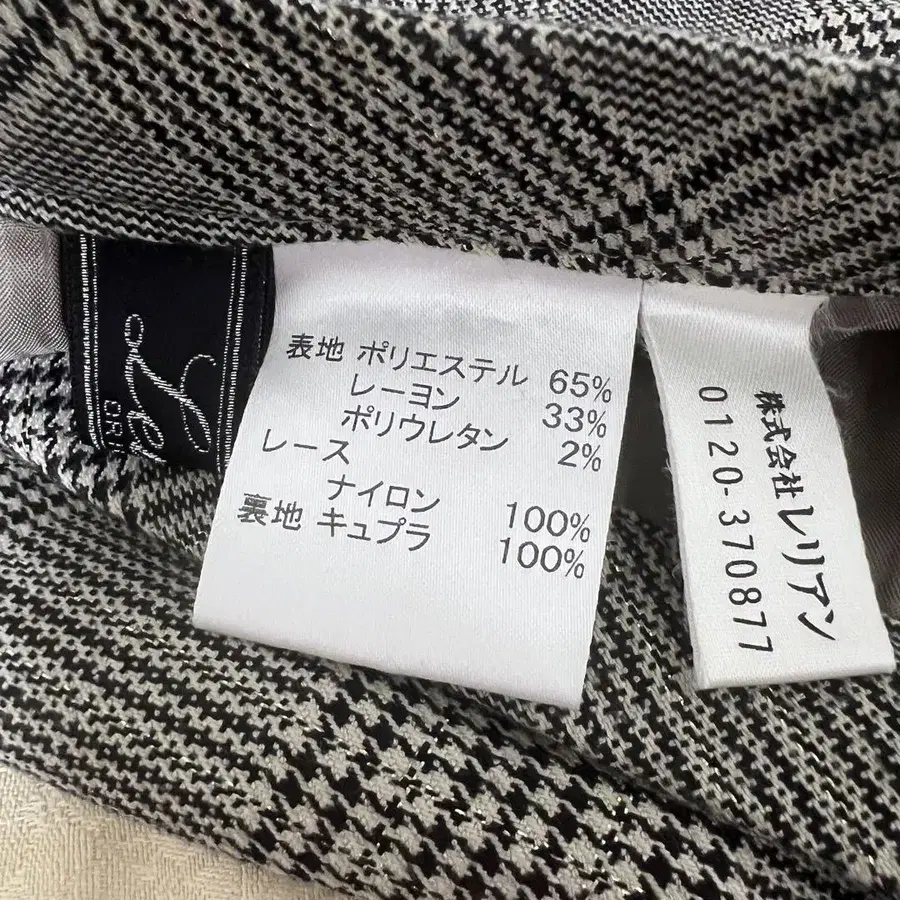 表地 ポリエステル 65%
レーヨン 33%
ポリウレタン 2%
レース
ナイロン 100%
裏地 キュプラ 100%
株式会社レリアン
0120-370877